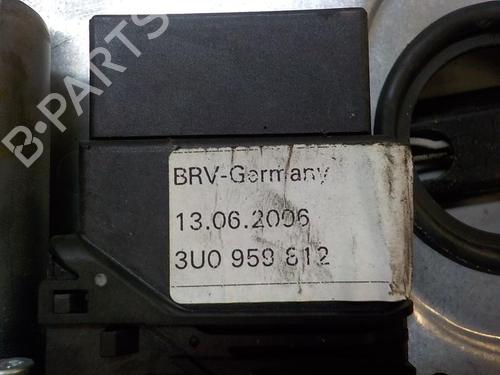 B-PARTS
BRV-Germany
13.06.2006
3U0 959 812